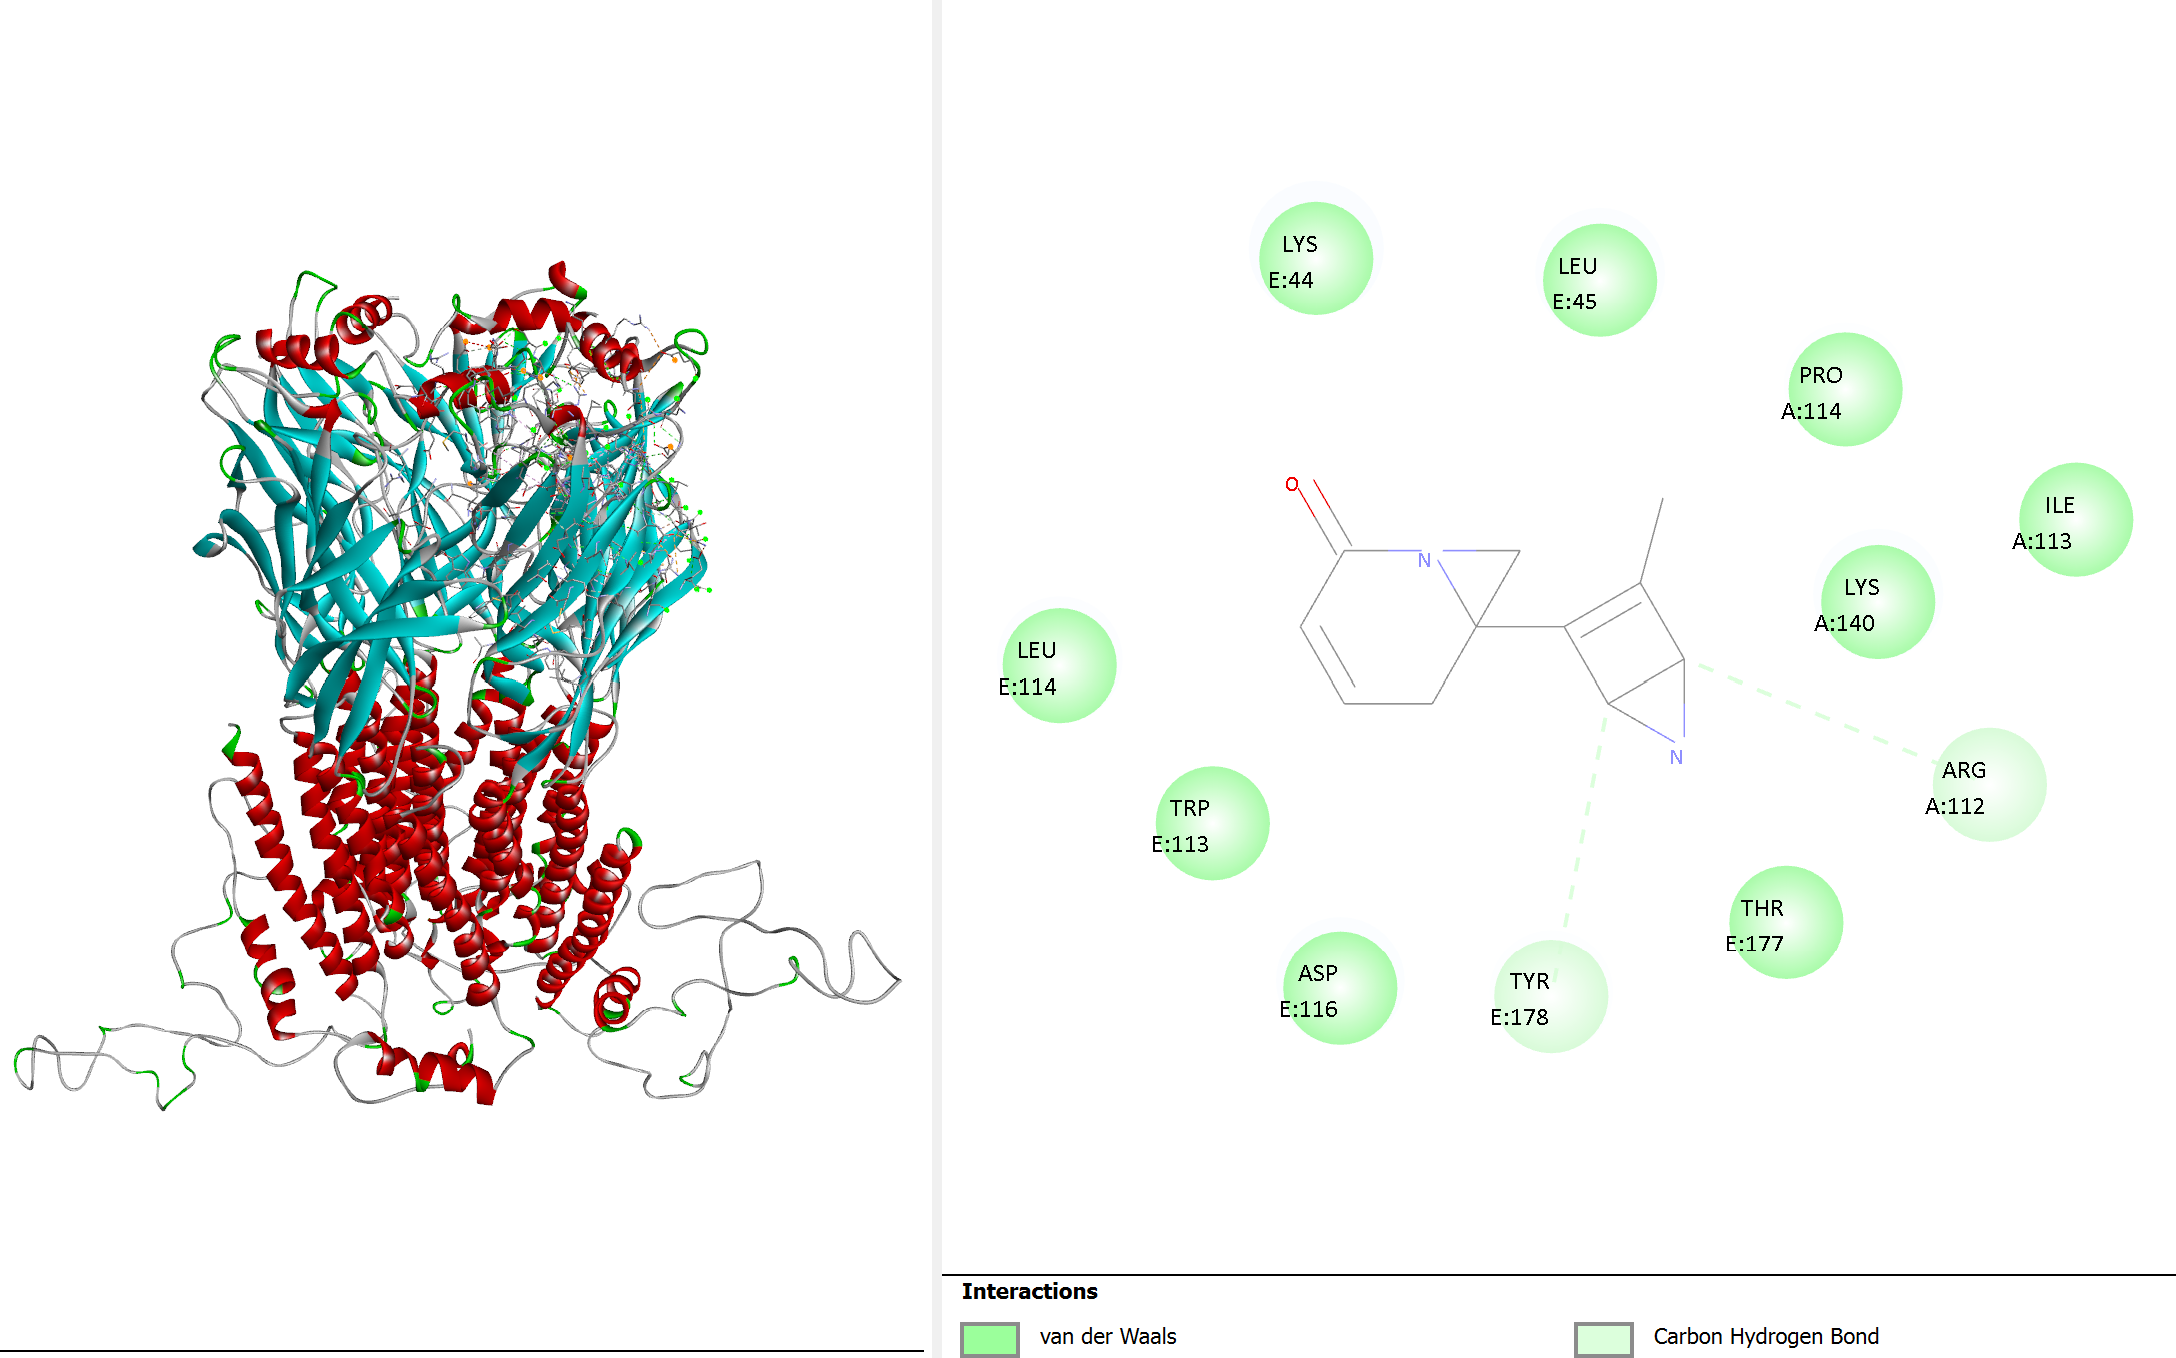 LYS
E:44
LEU
E:45
PRO
A:114
O
ILE
A:113
N
LYS
A:140
LEU
E:114
N
ARG
A:112
TRP
E:113
THR
E:177
ASP
E:116
TYR
E:178
Interactions
van der Waals
Carbon Hydrogen Bond